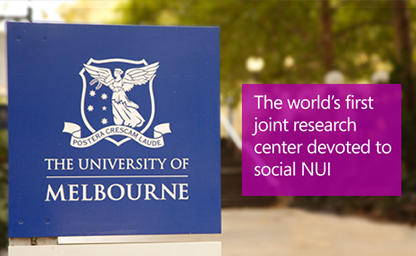 POSTERA CRESCAM LAUDE
THE UNIVERSITY OF
MELBOURNE
The world's first
joint research
center devoted to
social NUI